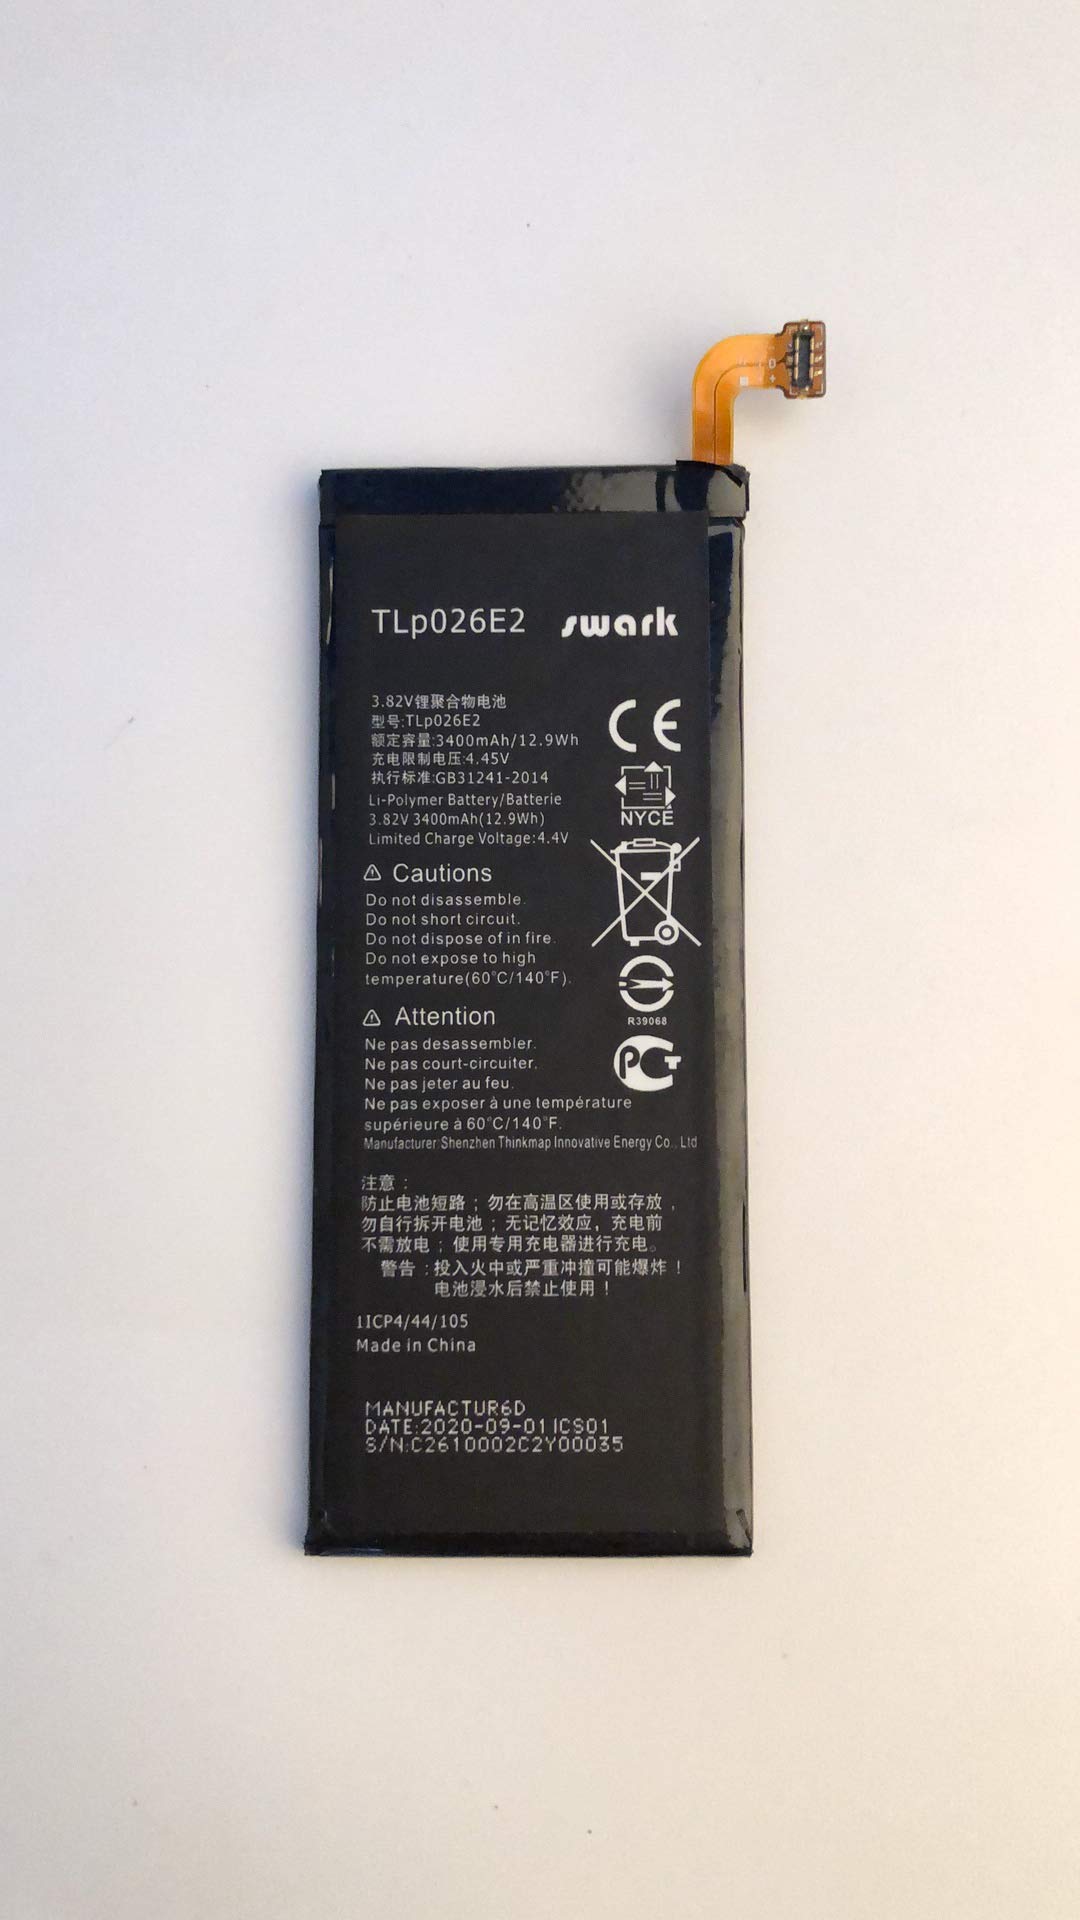 TLp026E2 swark
3.82V锂聚合物电池
型号:TLp026E2
额定容量:3400mAh/12.9Wh
充电限制电压:4.45V
执行标准:GB31241-2014
Li-Polymer Battery/Batterie
3.82V 3400mAh(12.9Wh)
Limited Charge Voltage:4.4V
CE
NYCE
⚠ Cautions
Do not disassemble.
Do not short circuit.
Do not dispose of in fire.
Do not expose to high
temperature(60°C/140°F).
R39068
PCT
⚠ Attention
Ne pas desassembler.
Ne pas court-circuiter.
Ne pas jeter au feu.
Ne pas exposer à une température
supérieure à 60°C/140°F.
Manufacturer Shenzhen Thinkmap Innovative Energy Co., Ltd
注意：
防止电池短路；勿在高温区使用或存放，
勿自行拆开电池；无记忆效应，充电前
不需放电；使用专用充电器进行充电。
警告：投入火中或严重冲撞可能爆炸！
电池浸水后禁止使用！
1ICP4/44/105
Made in China
MANUFACTUR6D
DATE:2020-09-01 ICS01
S/N:C2610002C2Y00035